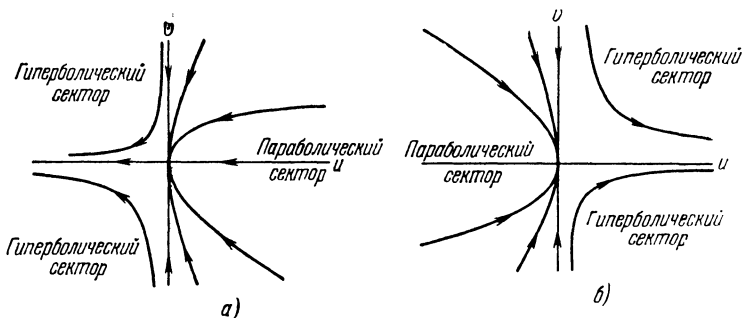 Гиперболический
сектор
Параболический
сектор
u
Гиперболический
сектор
а)
v
Гиперболический
сектор
Параболический
сектор
u
Гиперболический
сектор
б)